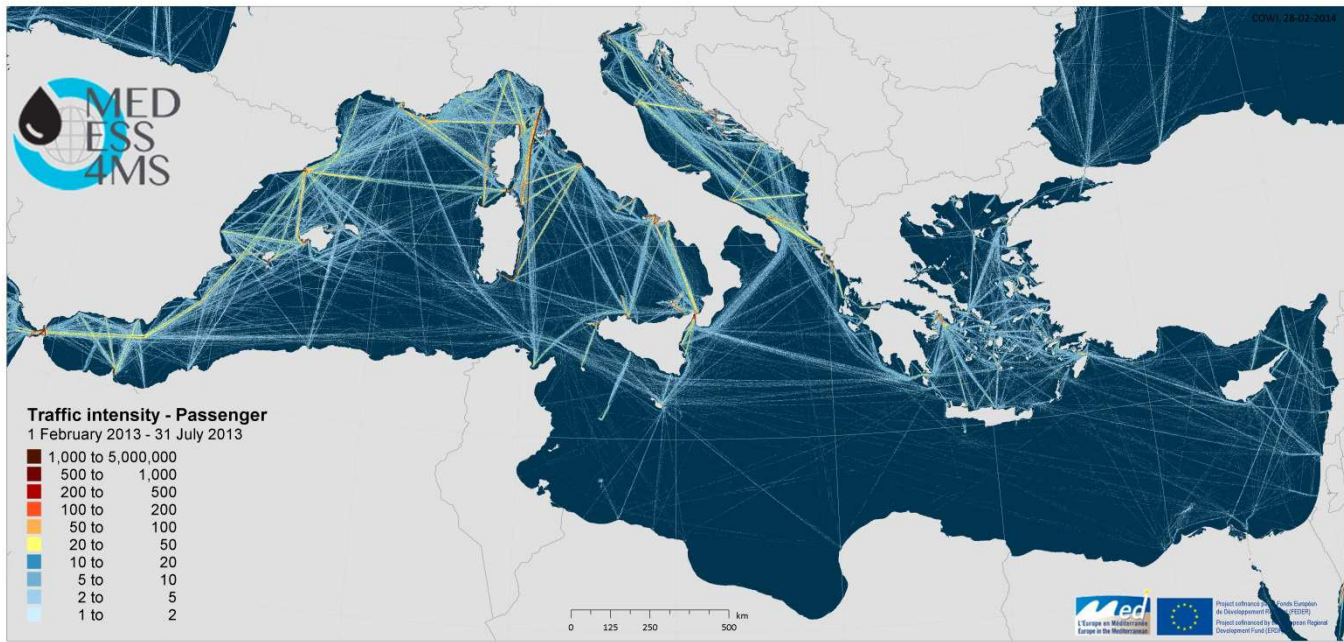 COWI, 28-02-2014
MED
ESS
4MS
Traffic intensity - Passenger
1 February 2013 - 31 July 2013
1,000 to 5,000,000
500 to 1,000
200 to 500
100 to 200
50 to 100
20 to 50
10 to 20
5 to 10
2 to 5
1 to 2
km
0 125 250 500
Med
L'Europe en Méditerranée
Europe in the Mediterranean
Project cofinancé par le Fonds Européen
de Développement Régional (FEDER)
Project cofinanced by the European Regional
Development Fund (ERDF)